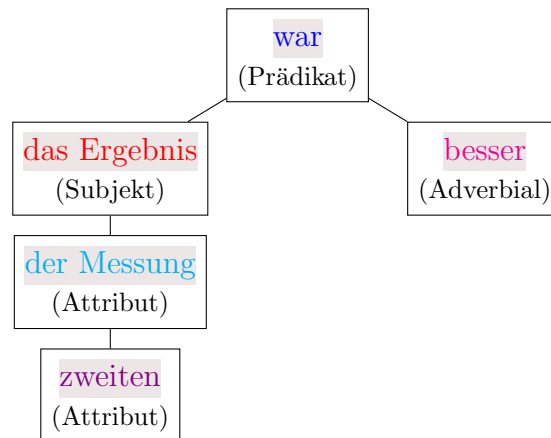 war
(Prädikat)
das Ergebnis
(Subjekt)
besser
(Adverbial)
der Messung
(Attribut)
zweiten
(Attribut)